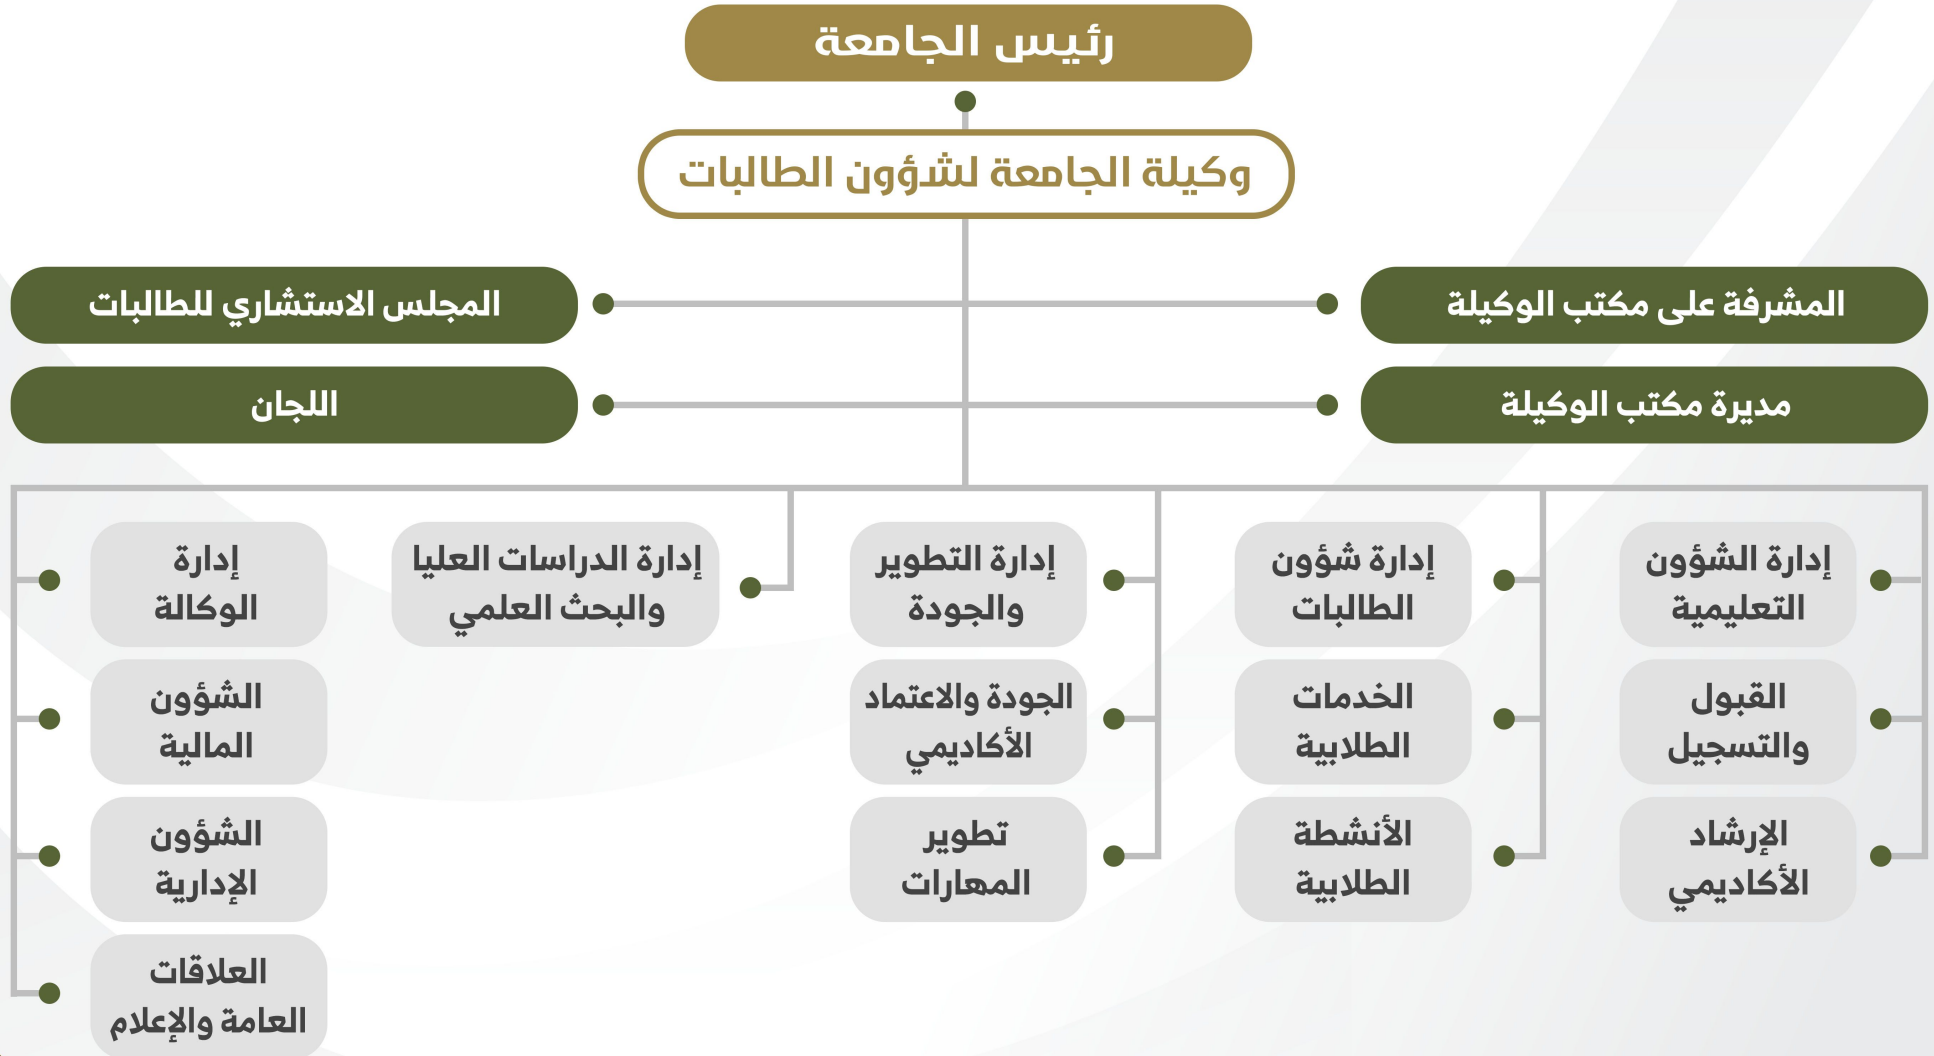 رئيس الجامعة
وكيلة الجامعة لشؤون الطالبات
المشرفة على مكتب الوكيلة
المجلس الاستشاري للطالبات
مديرة مكتب الوكيلة
اللجان
إدارة الشؤون
التعليمية
القبول
والتسجيل
الإرشاد
الأكاديمي
إدارة شؤون
الطالبات
الخدمات
الطلابية
الأنشطة
الطلابية
إدارة التطوير
والجودة
الجودة والاعتماد
الأكاديمي
تطوير
المهارات
إدارة الدراسات العليا
والبحث العلمي
إدارة
الوكالة
الشؤون
المالية
الشؤون
الإدارية
العلاقات
العامة والإعلام